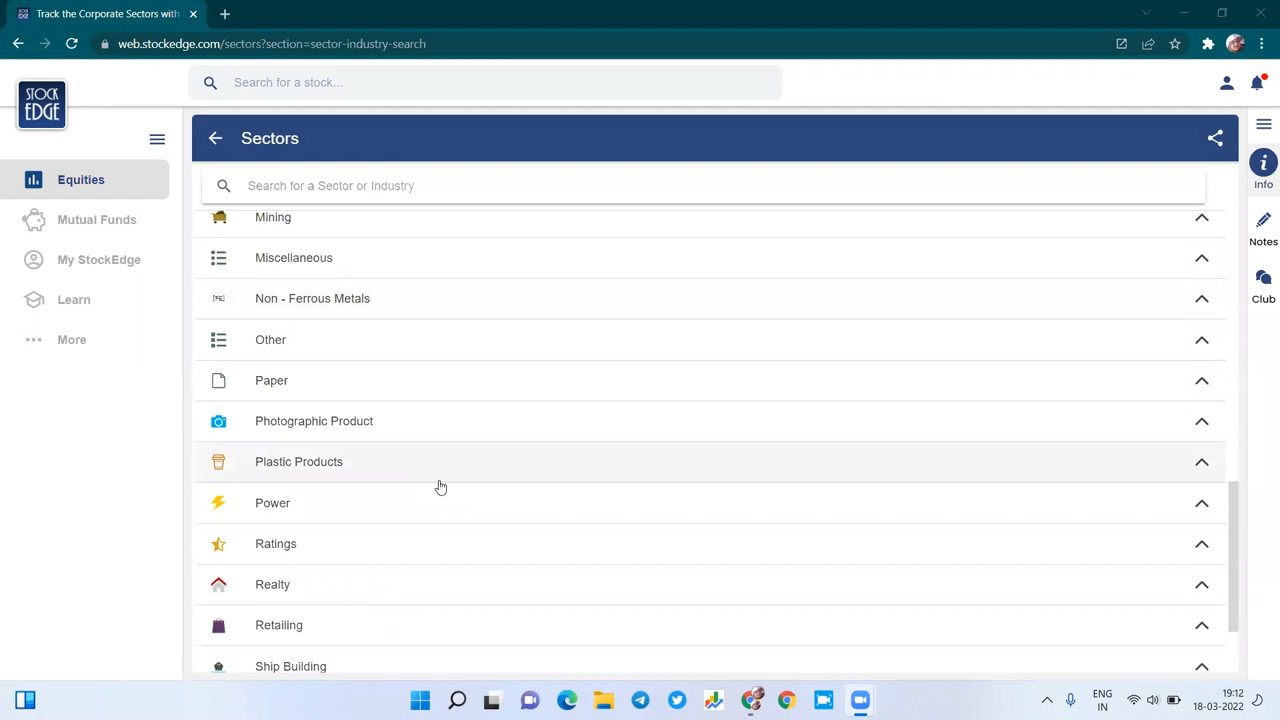 Track the Corporate Sectors with
web.stockedge.com/sectors?section=sector-industry-search
STOCK
EDGE
Search for a stock...
Sectors
Equities
Mutual Funds
My StockEdge
Learn
More
Search for a Sector or Industry
Mining
Miscellaneous
Non - Ferrous Metals
Other
Paper
Photographic Product
Plastic Products
Power
Ratings
Realty
Retailing
Ship Building
Info
Notes
Club
ENG
IN
19:12
18-03-2022